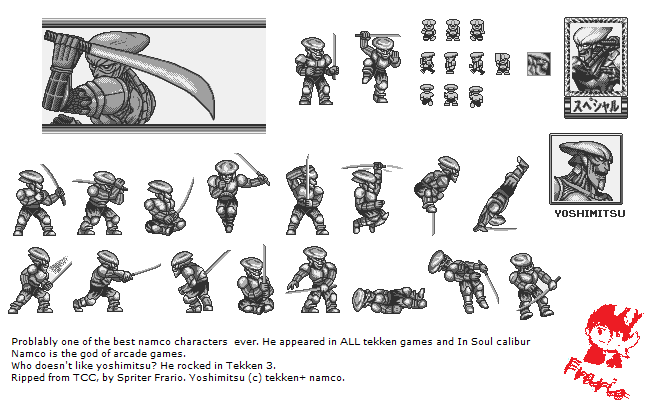 スペシャル
YOSHIMITSU
Problably one of the best namco characters ever. He appeared in ALL tekken games and In Soul calibur
Namco is the god of arcade games.
Who doesn't like yoshimitsu? He rocked in Tekken 3.
Ripped from TCC, by Spriter Frario. Yoshimitsu (c) tekken+ namco.
Frario